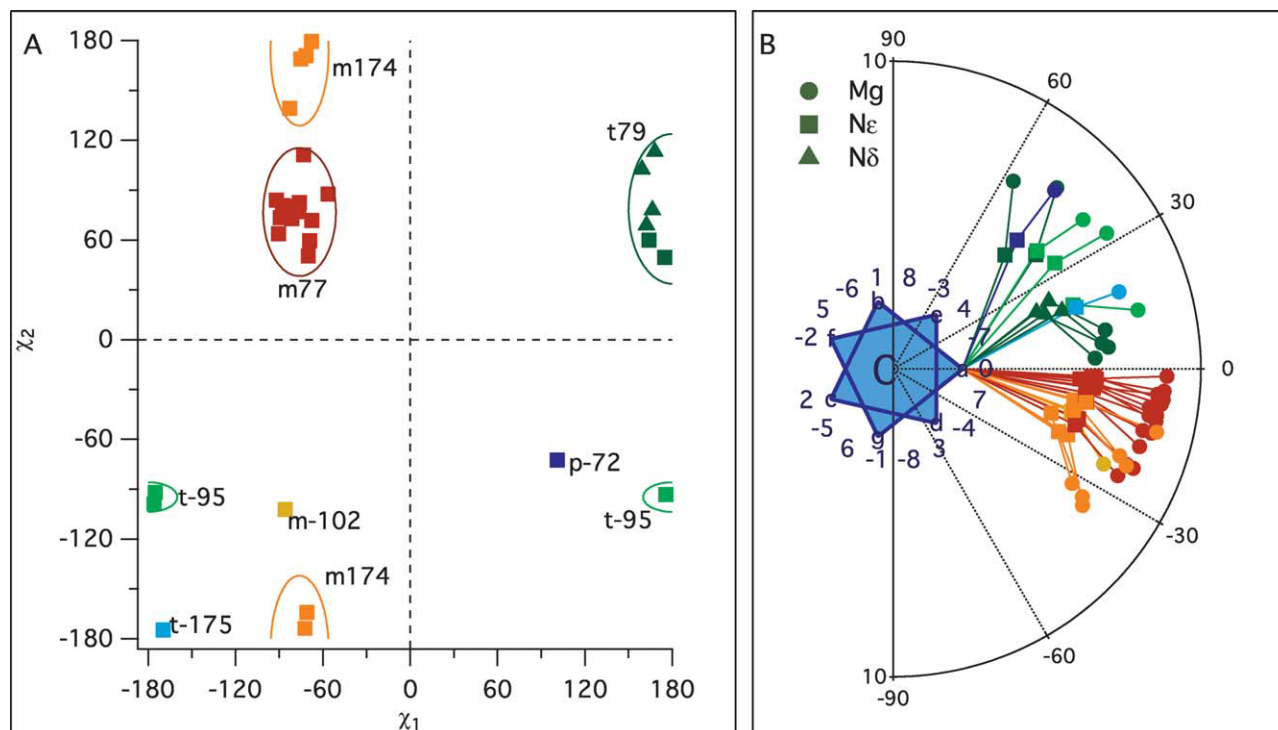 A
180
120
60
0
-60
-120
-180
χ2
-180
-120
-60
0
60
120
180
χ1
m174
t79
m77
p-72
t-95
m-102
t-95
m174
t-175
B
90
10
60
Mg
Nε
Nδ
30
1 8
-6 -3
5 b 4
e
-2 f -7
C a 0
2 c 7
-5 d -4
6 g 3
-1 -8
0
-30
-60
10
-90